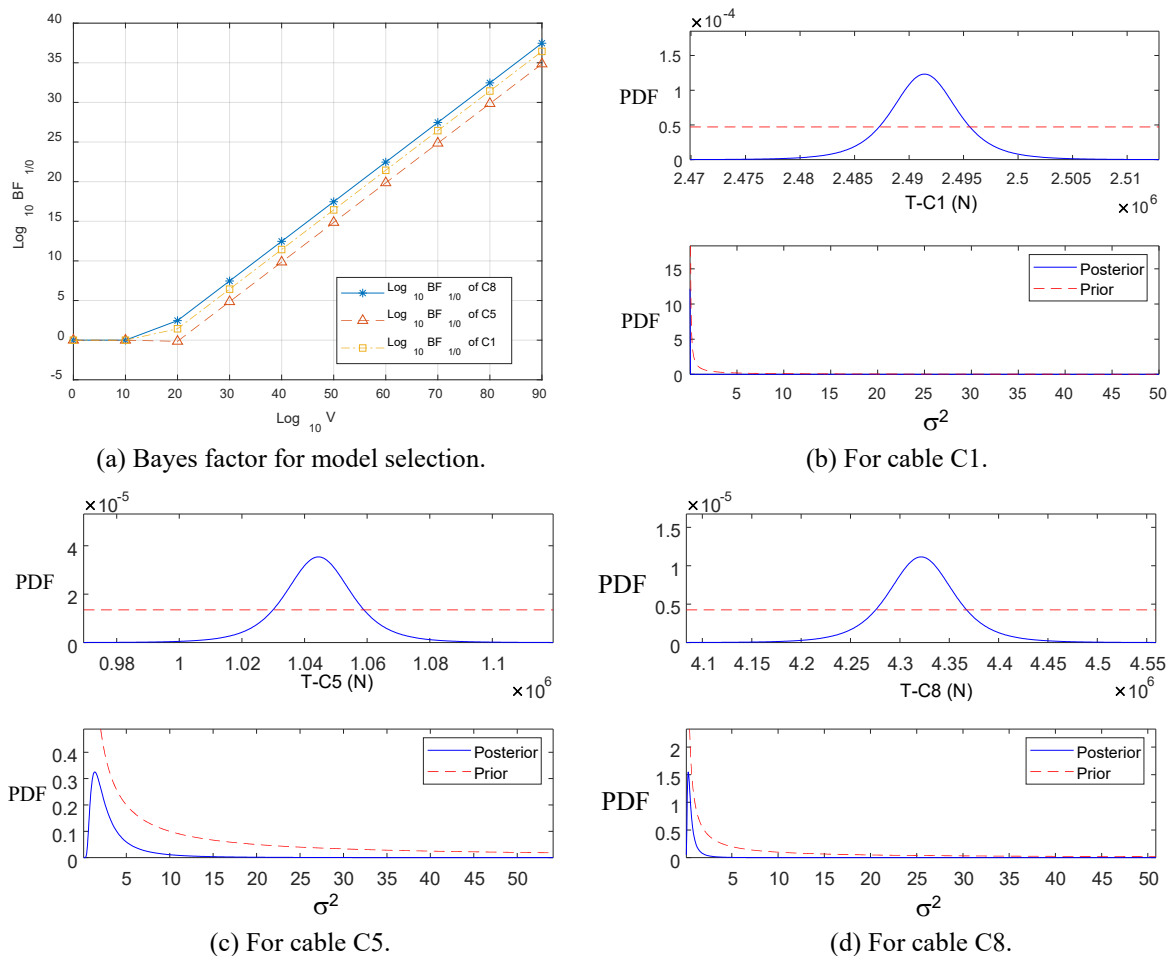 40
35
30
25
20
15
10
5
0
-5
Log 10 BF 1/0
Log 10 BF 1/0 of C8
Log 10 BF 1/0 of C5
Log 10 BF 1/0 of C1
0 10 20 30 40 50 60 70 80 90
Log 10 V
(a) Bayes factor for model selection.
×10-4
1.5
1
0.5
0
PDF
2.47 2.475 2.48 2.485 2.49 2.495 2.5 2.505 2.51
T-C1 (N)
×10 6
15
10
5
0
PDF
Posterior
Prior
5 10 15 20 25 30 35 40 45 50
σ2
(b) For cable C1.
×10-5
4
2
0
PDF
0.98 1 1.02 1.04 1.06 1.08 1.1
T-C5 (N)
×10 6
0.4
0.3
0.2
0.1
0
PDF
Posterior
Prior
5 10 15 20 25 30 35 40 45 50
σ2
(c) For cable C5.
×10-5
1.5
1
0.5
0
PDF
4.1 4.15 4.2 4.25 4.3 4.35 4.4 4.45 4.5 4.55
T-C8 (N)
×10 6
2
1.5
1
0.5
0
PDF
Posterior
Prior
5 10 15 20 25 30 35 40 45 50
σ2
(d) For cable C8.